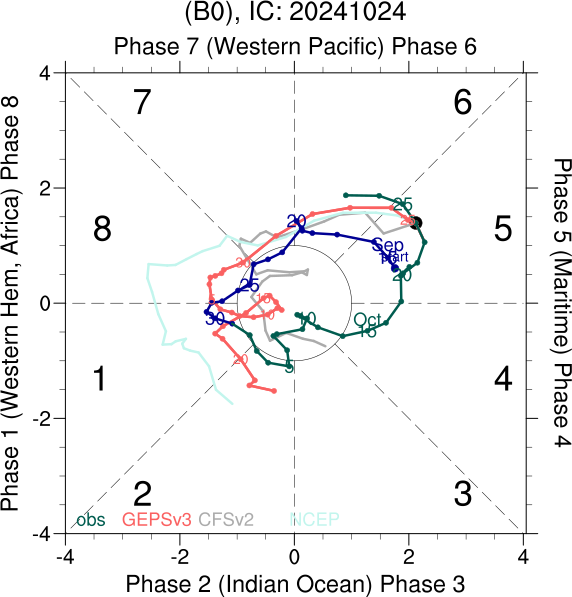 (B0), IC: 20241024
Phase 7 (Western Pacific) Phase 6
Phase 1 (Western Hem, Africa) Phase 8
Phase 5 (Maritime) Phase 4
4
2
0
-2
-4
7
6
8
5
1
4
2
3
25
20
Sep
start
20
25
30
20
15
10
Oct
15
5
20
obs GEPSv3 CFSv2 NCEP
-4 -2 0 2 4
Phase 2 (Indian Ocean) Phase 3